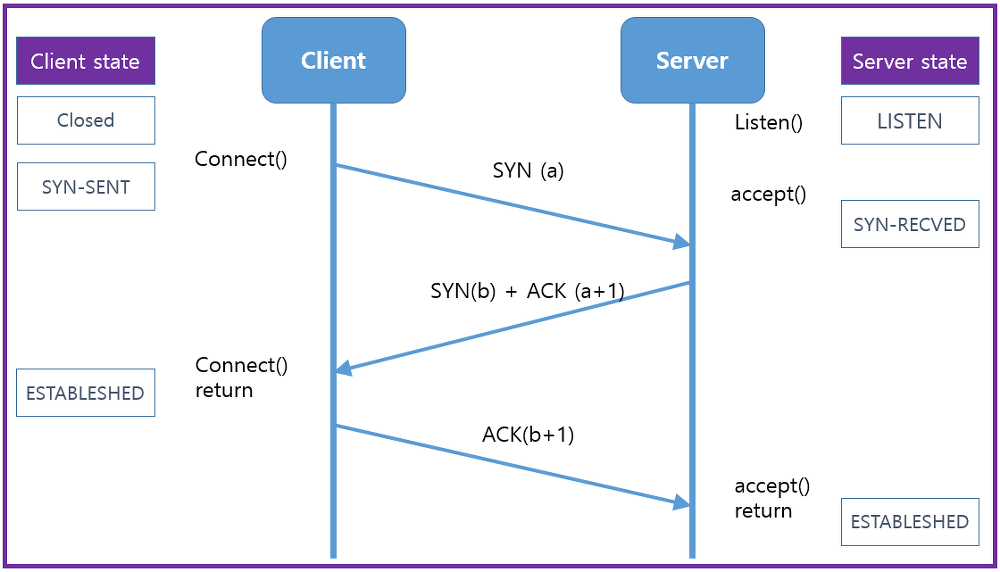 Client state
Client
Server
Server state
Closed
Listen()
LISTEN
Connect()
SYN (a)
SYN-SENT
accept()
SYN-RECVED
SYN(b) + ACK (a+1)
Connect()
return
ESTABLESHED
ACK(b+1)
accept()
return
ESTABLESHED